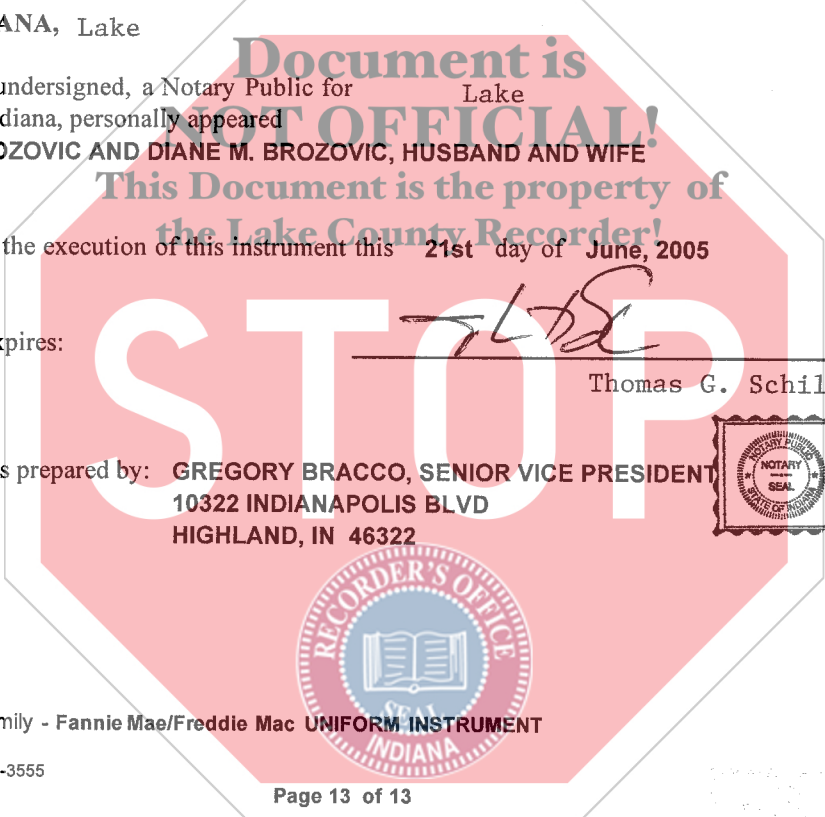 ANA, Lake
Document is
undersigned, a Notary Public for Lake
diana, personally appeared
NOT OFFICIAL!
OZOVIC AND DIANE M. BROZOVIC, HUSBAND AND WIFE
This Document is the property of
the Lake County Recorder!
the execution of this instrument this 21st day of June, 2005
STOP
xpires:
Thomas G. Schil
NOTARY PUBLIC
NOTARY
SEAL
STATE OF INDIANA
s prepared by: GREGORY BRACCO, SENIOR VICE PRESIDENT
10322 INDIANAPOLIS BLVD
HIGHLAND, IN 46322
RECORDER'S OFFICE
SEAL
INDIANA
mily - Fannie Mae/Freddie Mac UNIFORM INSTRUMENT
-3555
Page 13 of 13